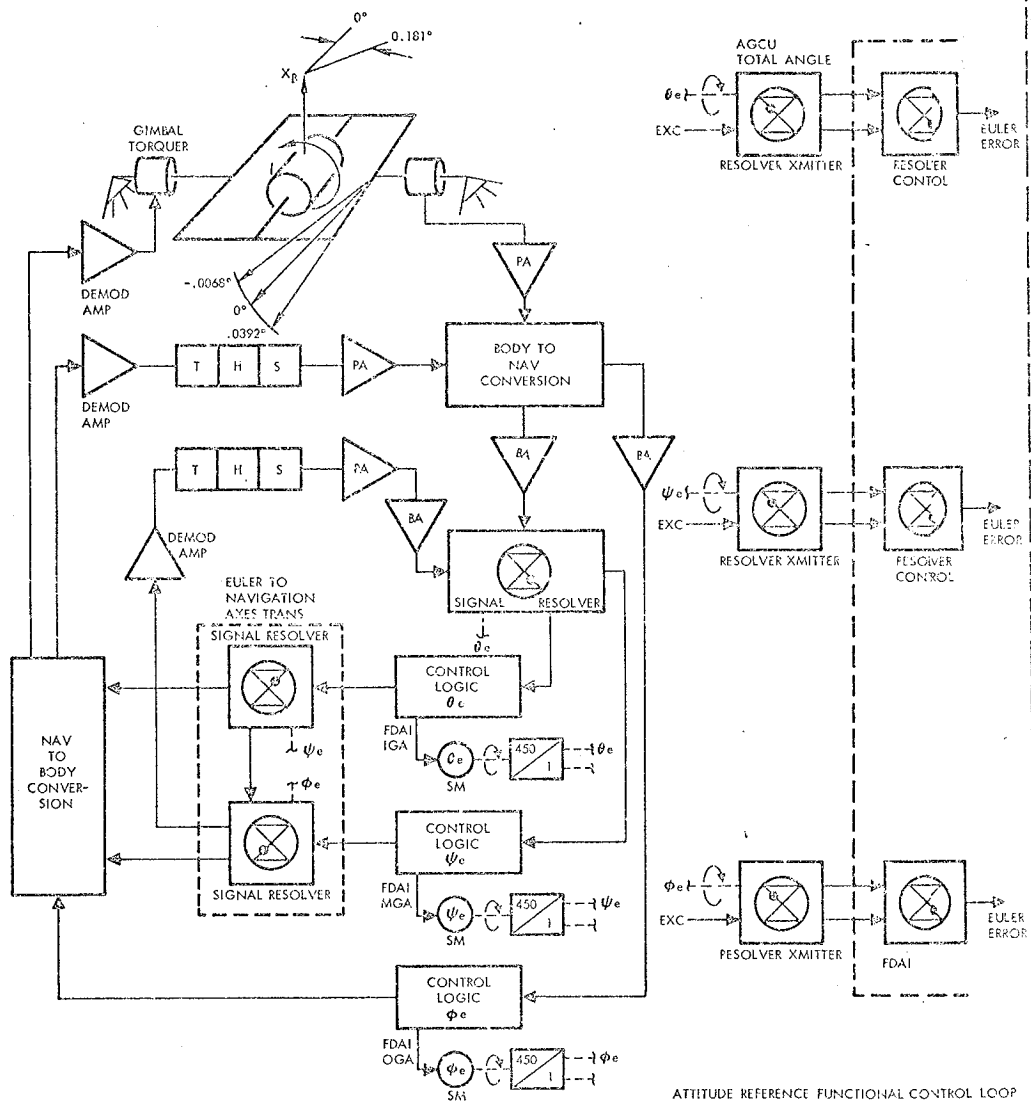 0°
0.181°
X_B
GIMBAL
TORQUER
DEMOD
AMP
-.0068°
0°
.0392°
PA
BODY TO
NAV
CONVERSION
DEMOD
AMP
T H S
PA
BA
BA
T H S
PA
BA
DEMOD
AMP
SIGNAL RESOLVER
θe
EULER TO
NAVIGATION
AXES TRANS
SIGNAL RESOLVER
ψe
ϕe
SIGNAL RESOLVER
NAV
TO
BODY
CONVER-
SION
CONTROL
LOGIC
θe
FDAI
IGA
SM
450
1
θe
CONTROL
LOGIC
ψe
FDAI
MGA
ψe
SM
450
1
ψe
CONTROL
LOGIC
ϕe
FDAI
OGA
ψe
SM
450
1
ϕe
AGCU
TOTAL ANGLE
θe
EXC
RESOLVER XMITTER
RESOLER
CONTOL
EULER
ERROR
ψe
EXC
RESOLVER XMITTER
RESOLVER
CONTROL
EULER
ERROR
ϕe
EXC
RESOLVER XMITTER
FDAI
EULER
ERROR
ATTITUDE REFERENCE FUNCTIONAL CONTROL LOOP